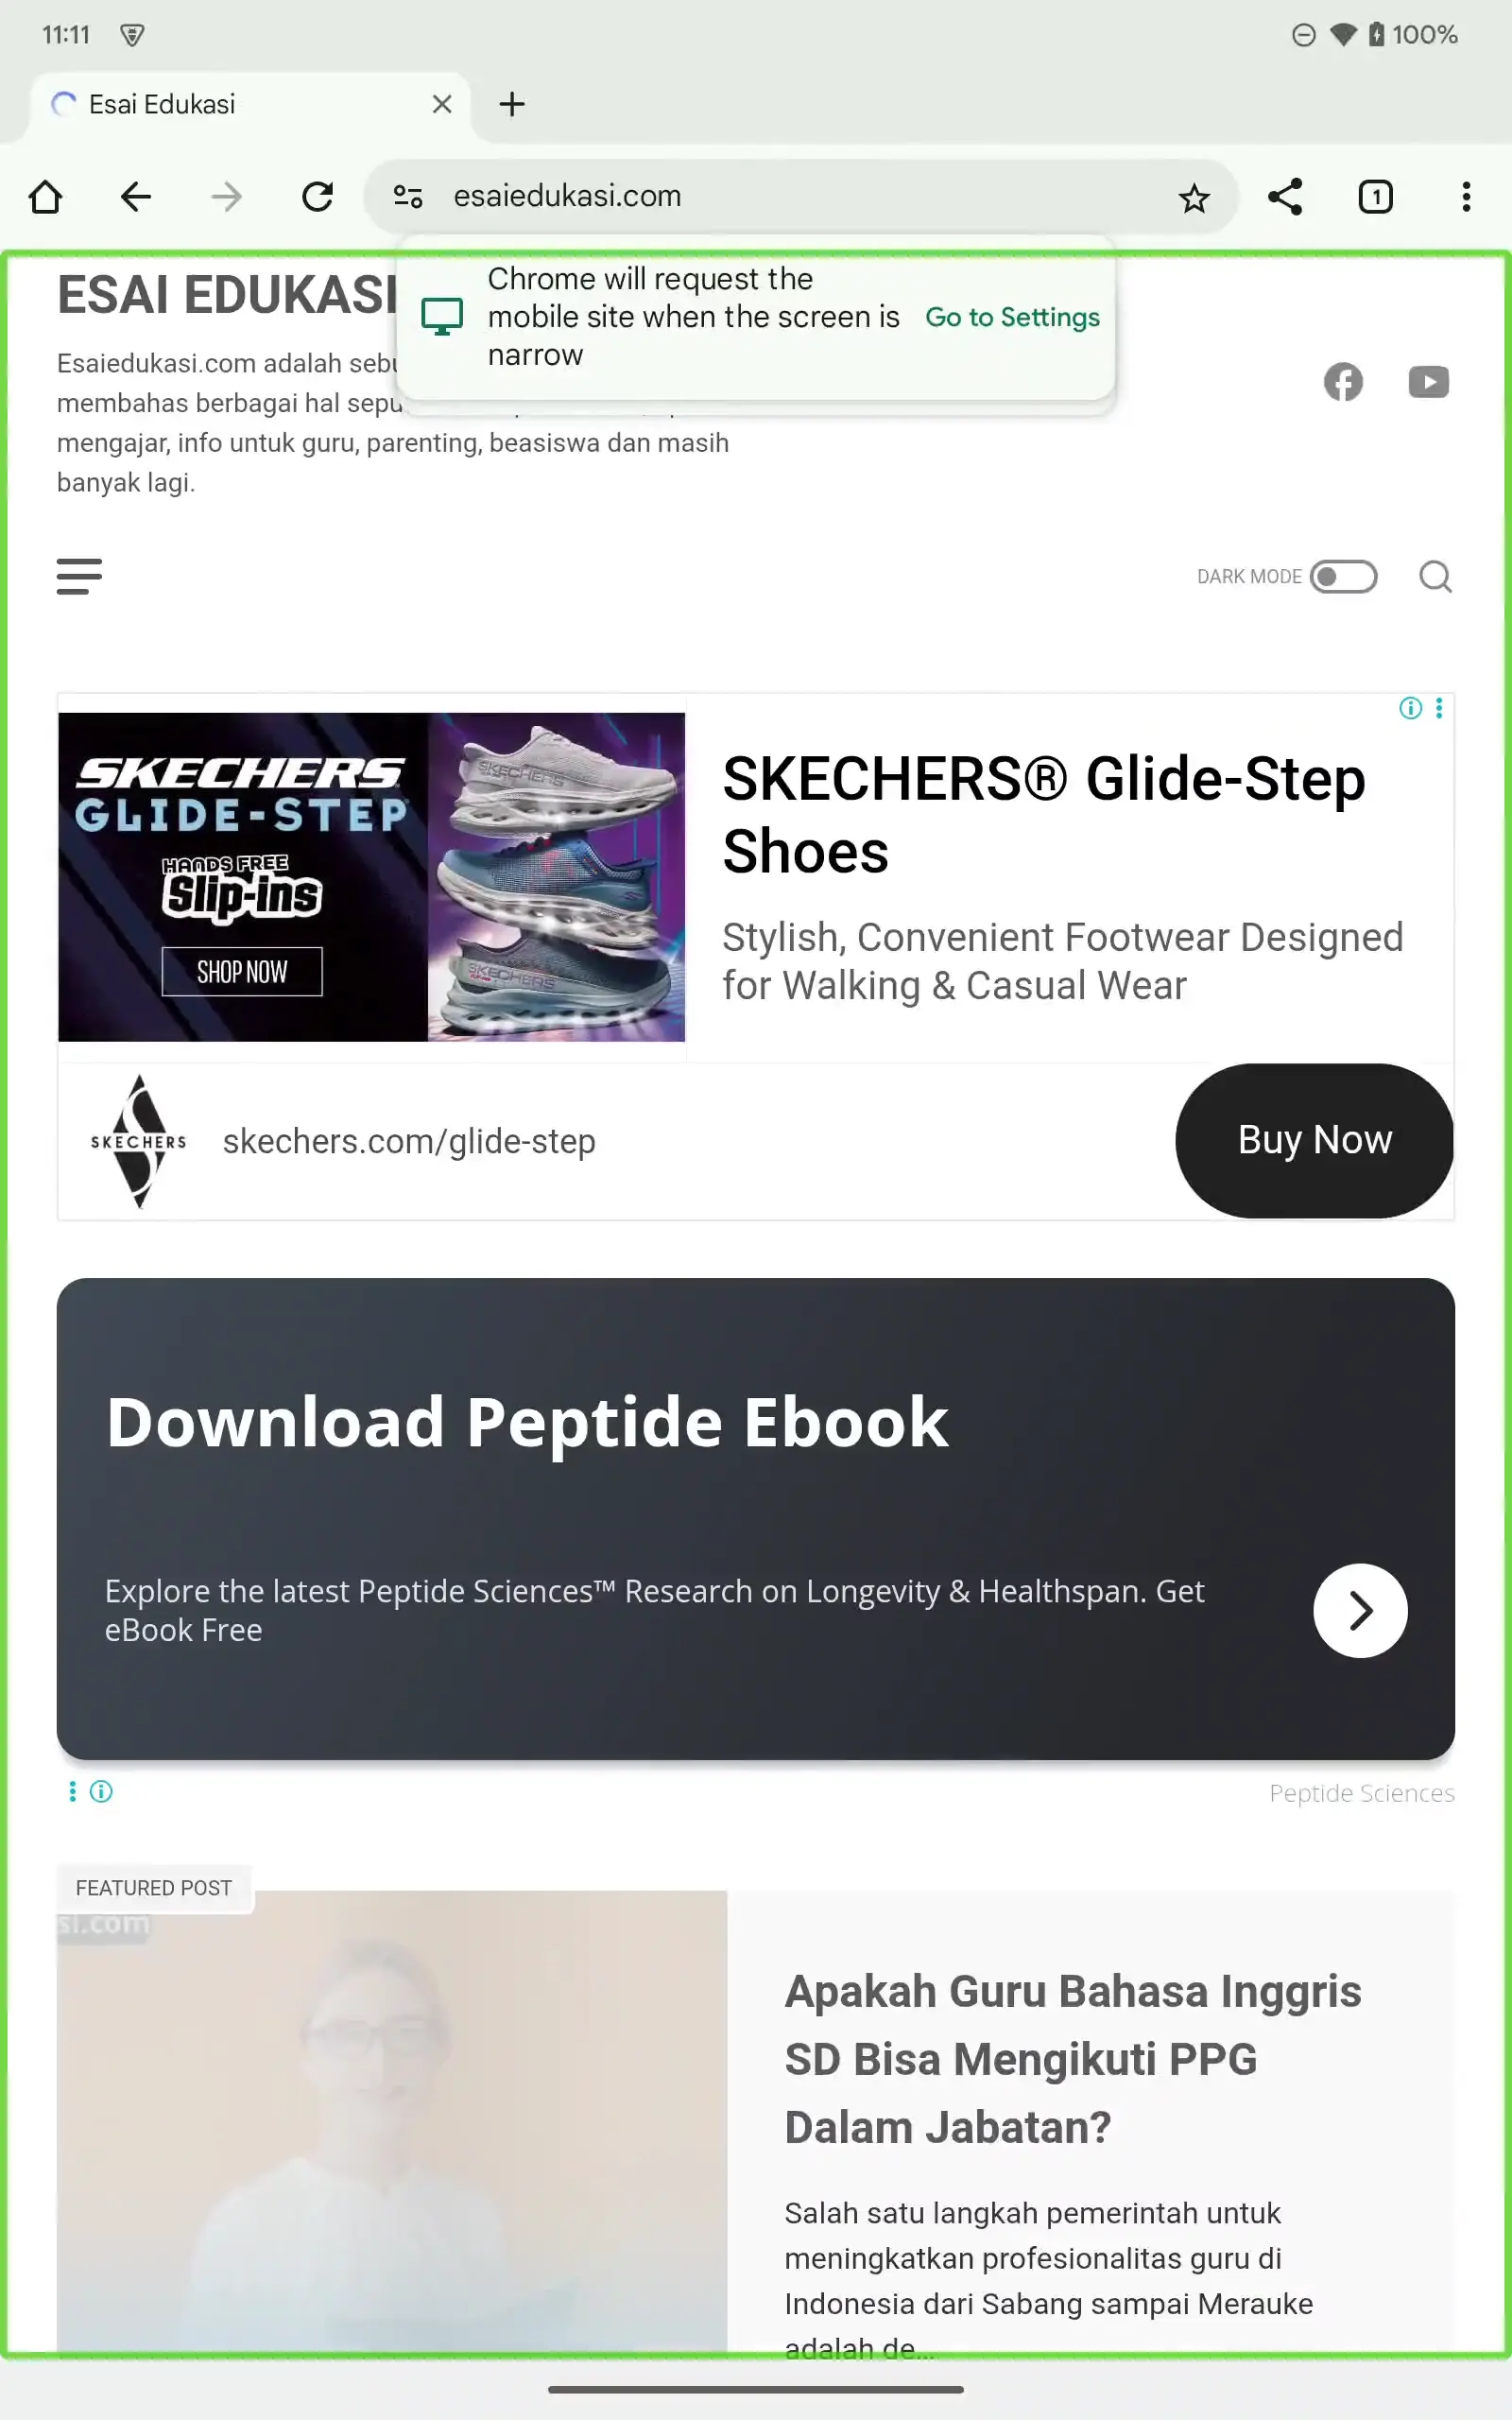 11:11
100%
Esai Edukasi
esaiedukasi.com
1
Chrome will request the
mobile site when the screen is
narrow
Go to Settings
ESAI EDUKASI
Esaiedukasi.com adalah
membahas berbagai hal
mengajar, info untuk guru, parenting, beasiswa dan masih
banyak lagi.
DARK MODE
SKECHERS
GLIDE-STEP
HANDS FREE
Slip-ins
SHOP NOW
SKECHERS
SKECHERS
SKECHERS® Glide-Step
Shoes
Stylish, Convenient Footwear Designed
for Walking & Casual Wear
SKECHERS
skechers.com/glide-step
Buy Now
Download Peptide Ebook
Explore the latest Peptide Sciences™ Research on Longevity & Healthspan. Get
eBook Free
Peptide Sciences
FEATURED POST
si.com
Apakah Guru Bahasa Inggris
SD Bisa Mengikuti PPG
Dalam Jabatan?
Salah satu langkah pemerintah untuk
meningkatkan profesionalitas guru di
Indonesia dari Sabang sampai Merauke
adalah de...